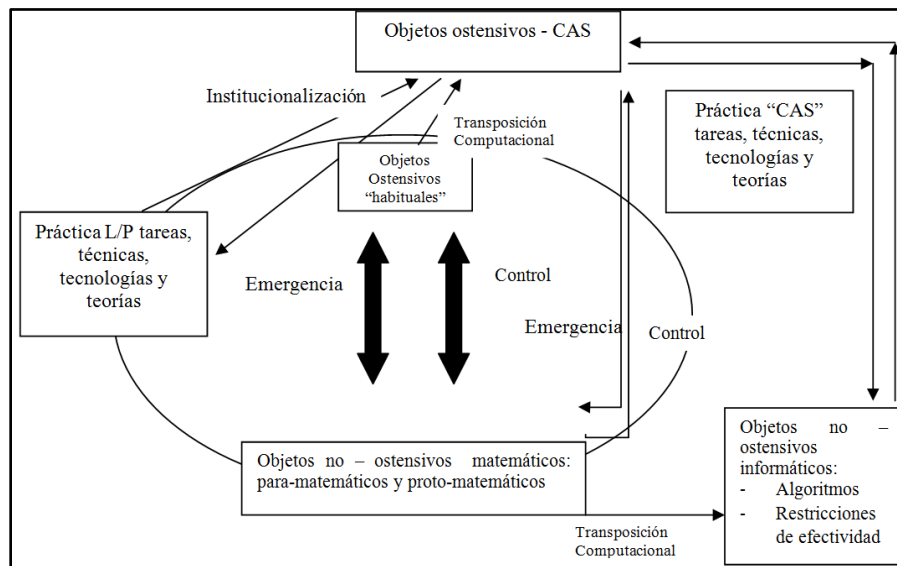 Objetos ostensivos - CAS
Institucionalización
Transposición
Computacional
Práctica “CAS”
tareas, técnicas,
tecnologías y
teorías
Objetos
Ostensivos
“habituales”
Práctica L/P tareas,
técnicas,
tecnologías y
teorías
Emergencia
Control
Emergencia
Control
Objetos no – ostensivos matemáticos:
para-matemáticos y proto-matemáticos
Objetos no –
ostensivos
informáticos:
- Algoritmos
- Restricciones
de efectividad
Transposición
Computacional